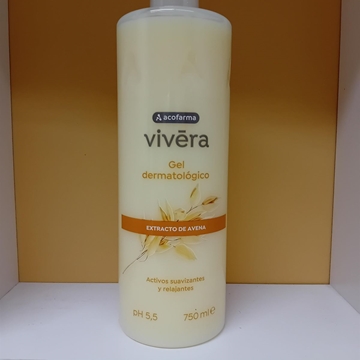 acofarma
vivēra
Gel
dermatológico
EXTRACTO DE AVENA
Activos suavizantes
y relajantes
pH 5,5 750 ml e